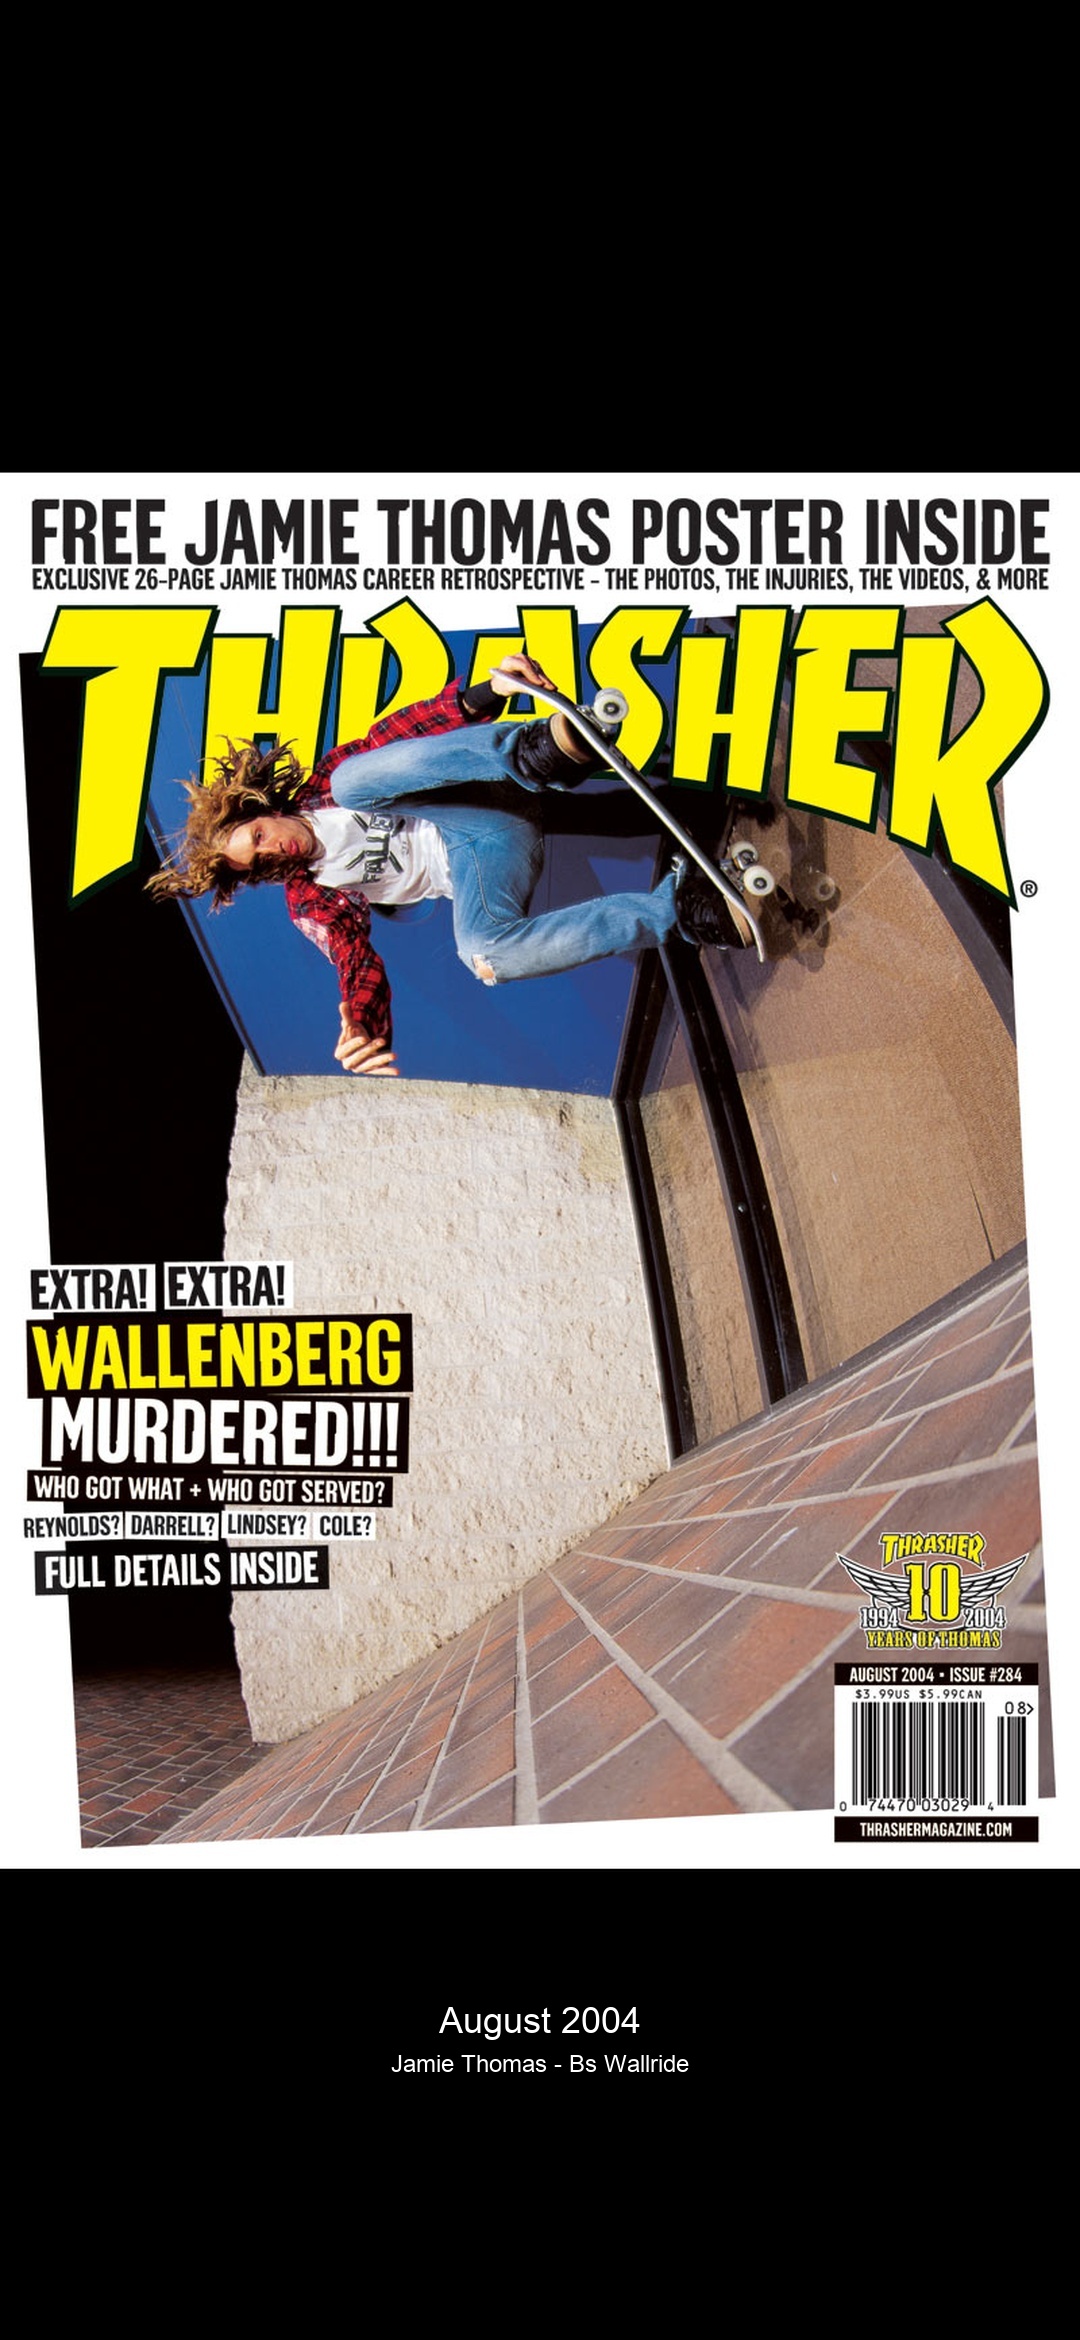 FREE JAMIE THOMAS POSTER INSIDE
EXCLUSIVE 26-PAGE JAMIE THOMAS CAREER RETROSPECTIVE - THE PHOTOS, THE INJURIES, THE VIDEOS, & MORE
THRASHER®
FALLEN
EXTRA! EXTRA!
WALLENBERG
MURDERED!!!
WHO GOT WHAT + WHO GOT SERVED?
REYNOLDS? DARRELL? LINDSEY? COLE?
FULL DETAILS INSIDE
THRASHER
10
1994 2004
YEARS OF THOMAS
AUGUST 2004 • ISSUE #284
$3.99US $5.99CAN
08>
0 74470 03029 4
THRASHERMAGAZINE.COM
August 2004
Jamie Thomas - Bs Wallride